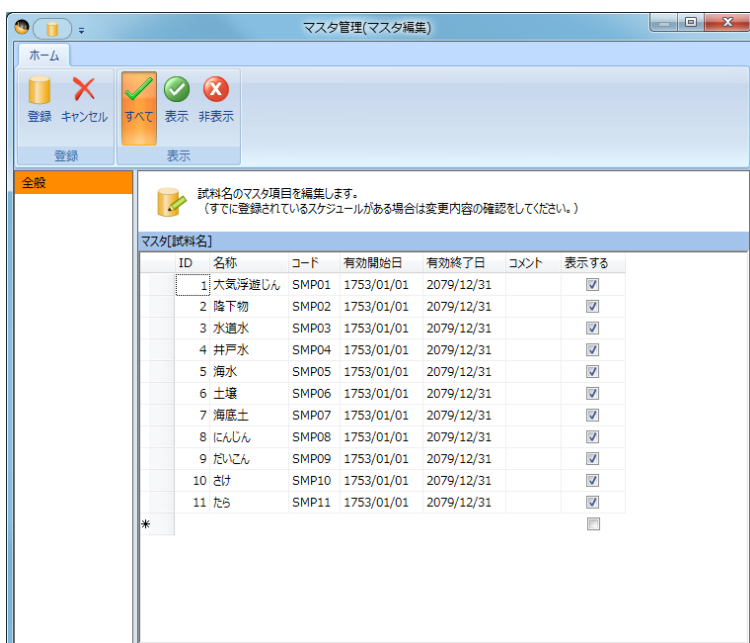 マスタ管理(マスタ編集)
ホーム
登録 キャンセル すべて 表示 非表示
登録 表示
全般
試料名のマスタ項目を編集します。
(すでに登録されているスケジュールがある場合は変更内容の確認をしてください。)
マスタ[試料名]
ID 名称 コード 有効開始日 有効終了日 コメント 表示する
1 大気浮遊じん SMP01 1753/01/01 2079/12/31
2 降下物 SMP02 1753/01/01 2079/12/31
3 水道水 SMP03 1753/01/01 2079/12/31
4 井戸水 SMP04 1753/01/01 2079/12/31
5 海水 SMP05 1753/01/01 2079/12/31
6 土壌 SMP06 1753/01/01 2079/12/31
7 海底土 SMP07 1753/01/01 2079/12/31
8 にんじん SMP08 1753/01/01 2079/12/31
9 だいこん SMP09 1753/01/01 2079/12/31
10 さけ SMP10 1753/01/01 2079/12/31
11 たら SMP11 1753/01/01 2079/12/31
*